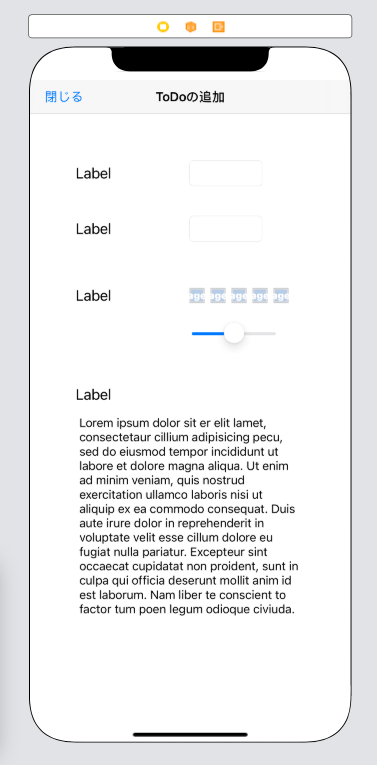 閉じる ToDoの追加
Label
Label
Label
Label
Lorem ipsum dolor sit er elit lamet,
consectetaur cillium adipisicing pecu,
sed do eiusmod tempor incididunt ut
labore et dolore magna aliqua. Ut enim
ad minim veniam, quis nostrud
exercitation ullamco laboris nisi ut
aliquip ex ea commodo consequat. Duis
aute irure dolor in reprehenderit in
voluptate velit esse cillum dolore eu
fugiat nulla pariatur. Excepteur sint
occaecat cupidatat non proident, sunt in
culpa qui officia deserunt mollit anim id
est laborum. Nam liber te conscient to
factor tum poen legum odioque civiuda.